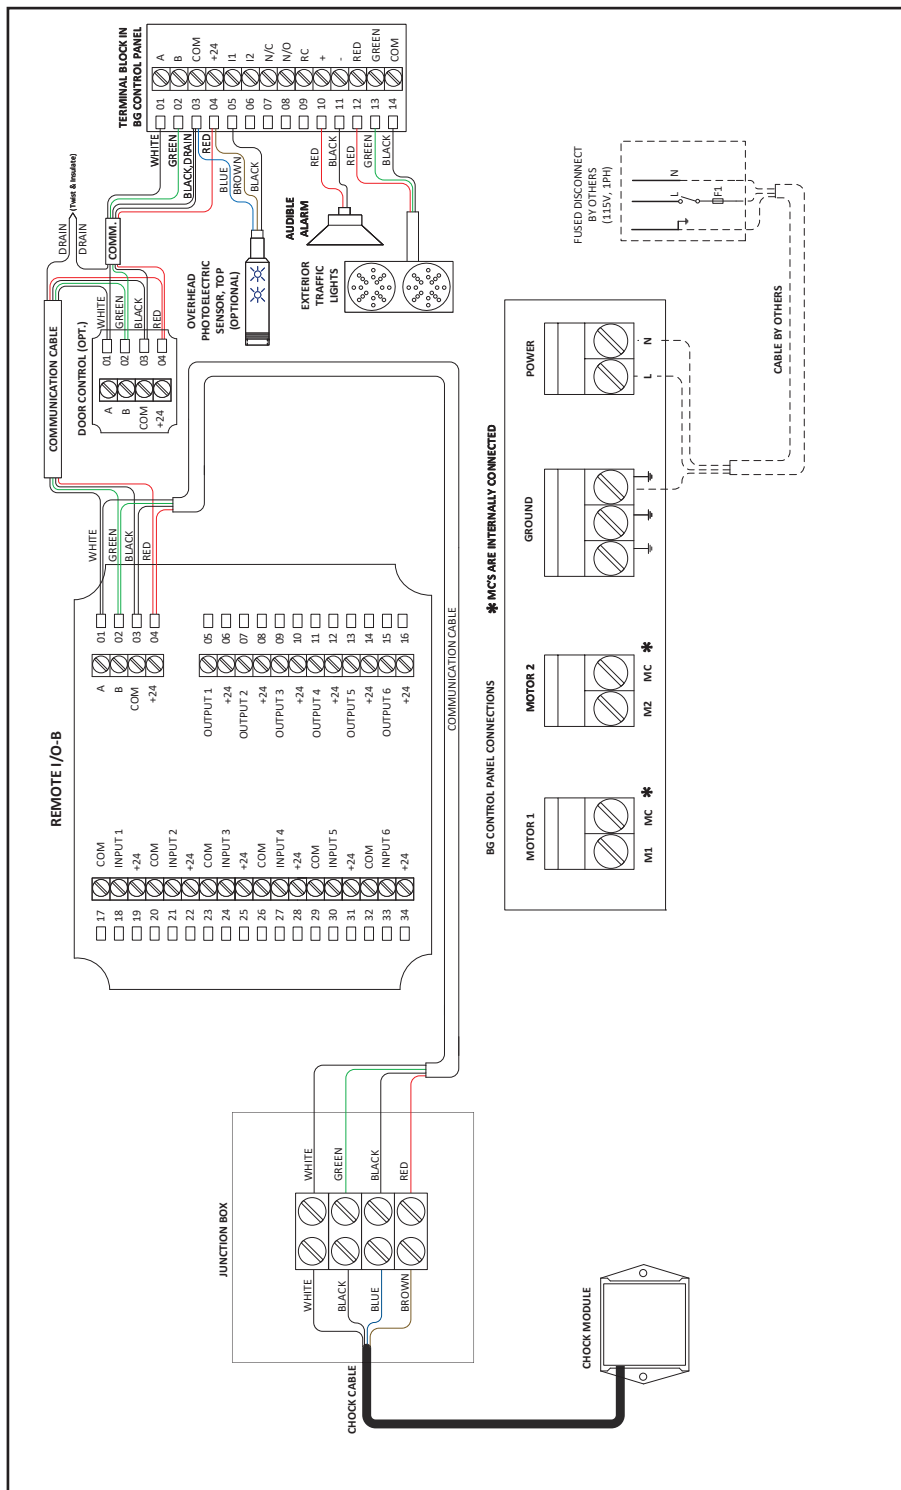 TERMINAL BLOCK IN
BG CONTROL PANEL
A
B
COM
+24
I1
I2
N/C
N/O
RC
+
-
RED
GREEN
COM
01
02
03
04
05
06
07
08
09
10
11
12
13
14
WHITE
GREEN
BLACK,DRAIN
RED
BLUE
BROWN
BLACK
RED
BLACK
RED
GREEN
BLACK
DRAIN
DRAIN
(Twist & Insulate)
COMM.
COMMUNICATION CABLE
DOOR CONTROL (OPT.)
WHITE
GREEN
BLACK
RED
01
02
03
04
A
B
COM
+24
OVERHEAD
PHOTOELECTRIC
SENSOR, TOP
(OPTIONAL)
AUDIBLE
ALARM
EXTERIOR
TRAFFIC
LIGHTS
FUSED DISCONNECT
BY OTHERS
(115V, 1PH)
N
L
F1
CABLE BY OTHERS
REMOTE I/O-B
WHITE
GREEN
BLACK
RED
01
02
03
04
A
B
COM
+24
05
06
07
08
09
10
11
12
13
14
15
16
OUTPUT 1
+24
OUTPUT 2
+24
OUTPUT 3
+24
OUTPUT 4
+24
OUTPUT 5
+24
OUTPUT 6
+24
COM
INPUT 1
+24
COM
INPUT 2
+24
COM
INPUT 3
+24
COM
INPUT 4
+24
COM
INPUT 5
+24
COM
INPUT 6
+24
17
18
19
20
21
22
23
24
25
26
27
28
29
30
31
32
33
34
COMMUNICATION CABLE
BG CONTROL PANEL CONNECTIONS
* MC'S ARE INTERNALLY CONNECTED
MOTOR 1
M1
MC
*
MOTOR 2
M2
MC
*
GROUND
POWER
L
N
JUNCTION BOX
WHITE
GREEN
BLACK
RED
WHITE
BLACK
BLUE
BROWN
CHOCK CABLE
CHOCK MODULE